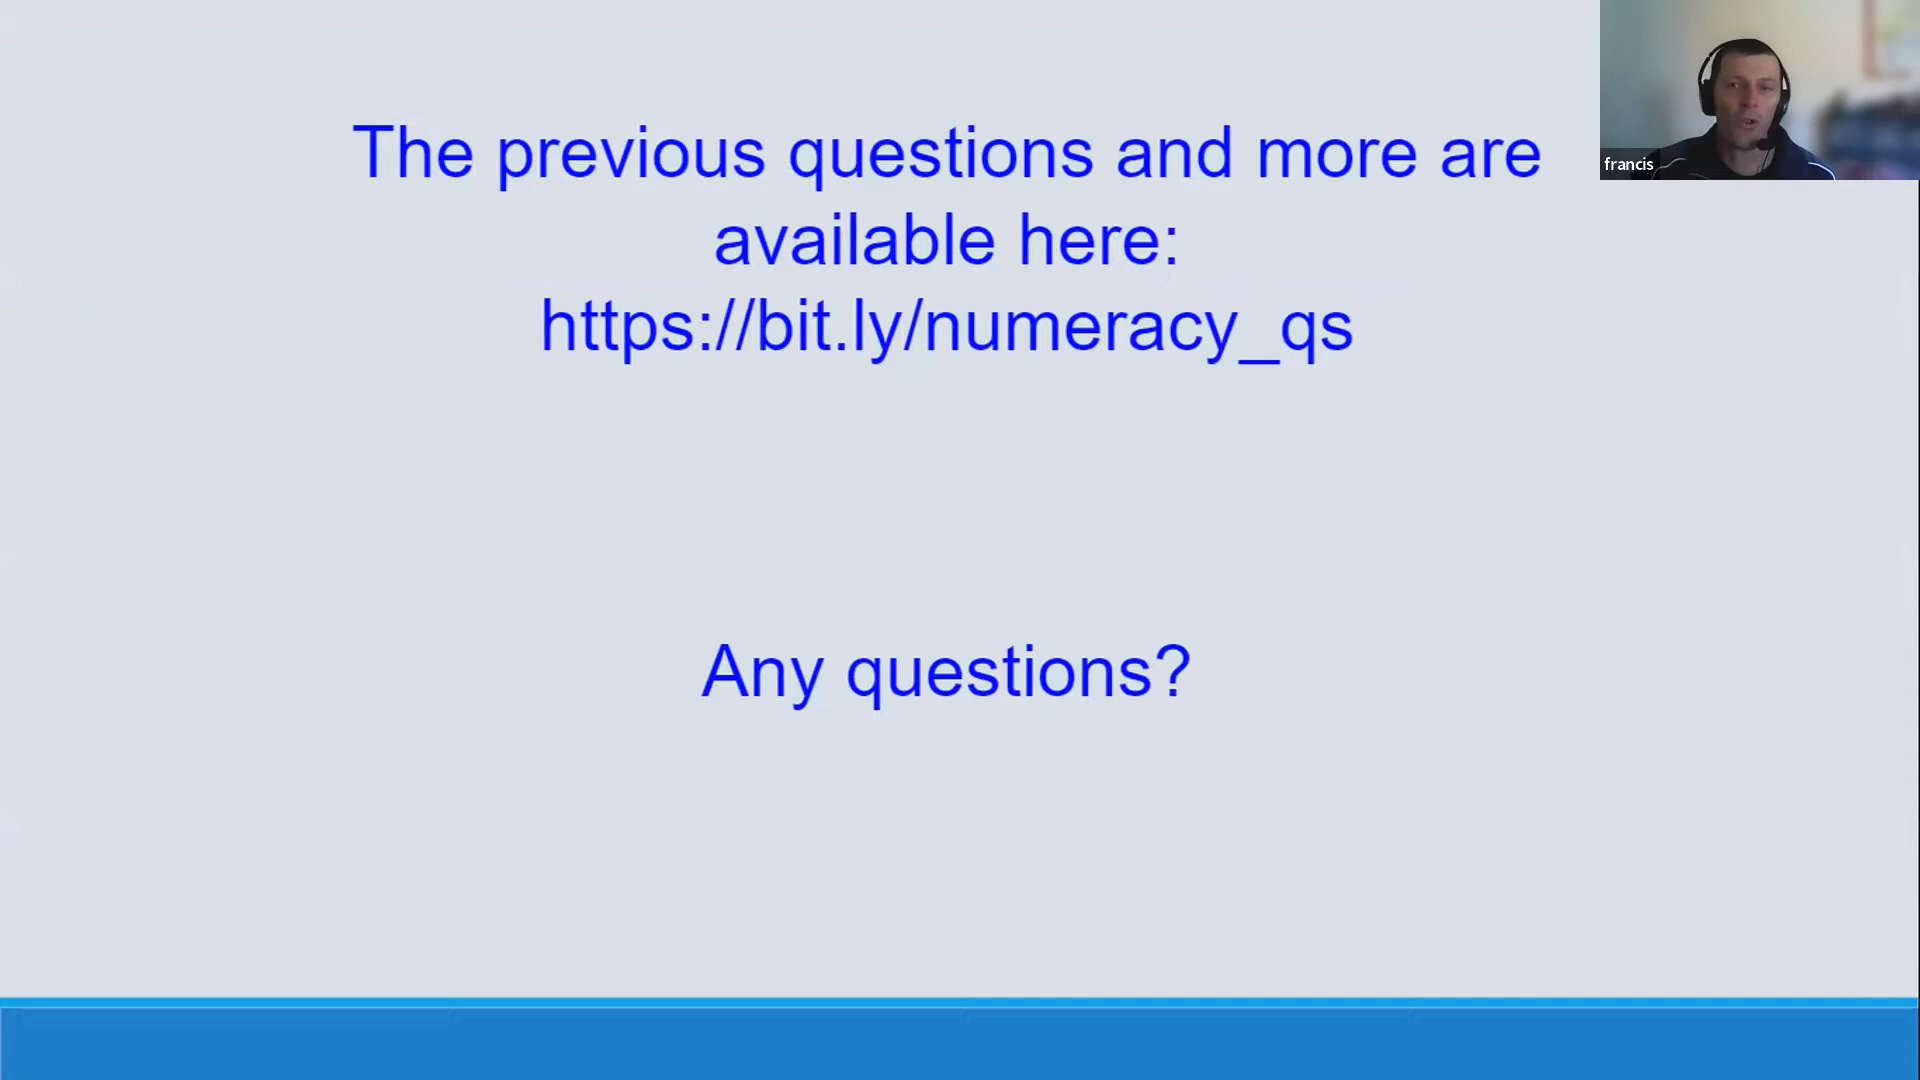 The previous questions and more are
available here:
https://bit.ly/numeracy_qs
Any questions?
francis